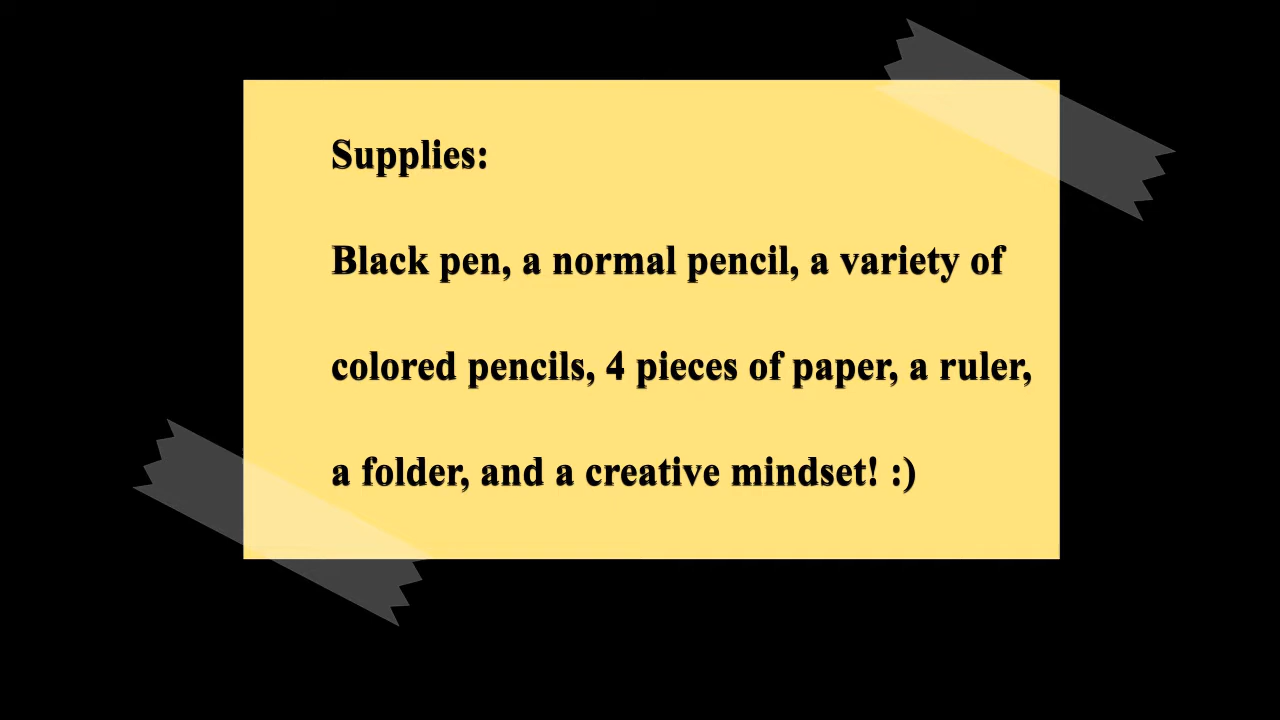 Supplies:
Black pen, a normal pencil, a variety of
colored pencils, 4 pieces of paper, a ruler,
a folder, and a creative mindset! :)